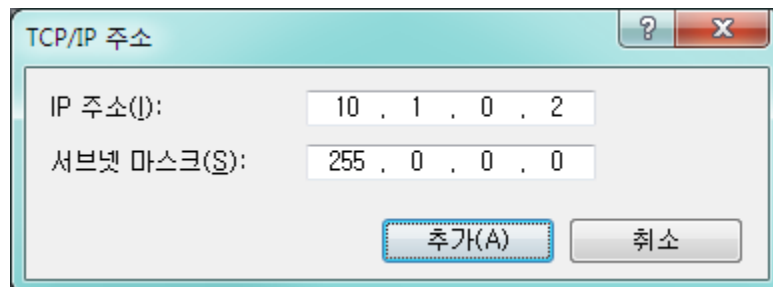 TCP/IP 주소
IP 주소(I): 10 . 1 . 0 . 2
서브넷 마스크(S): 255 . 0 . 0 . 0
추가(A) 취소